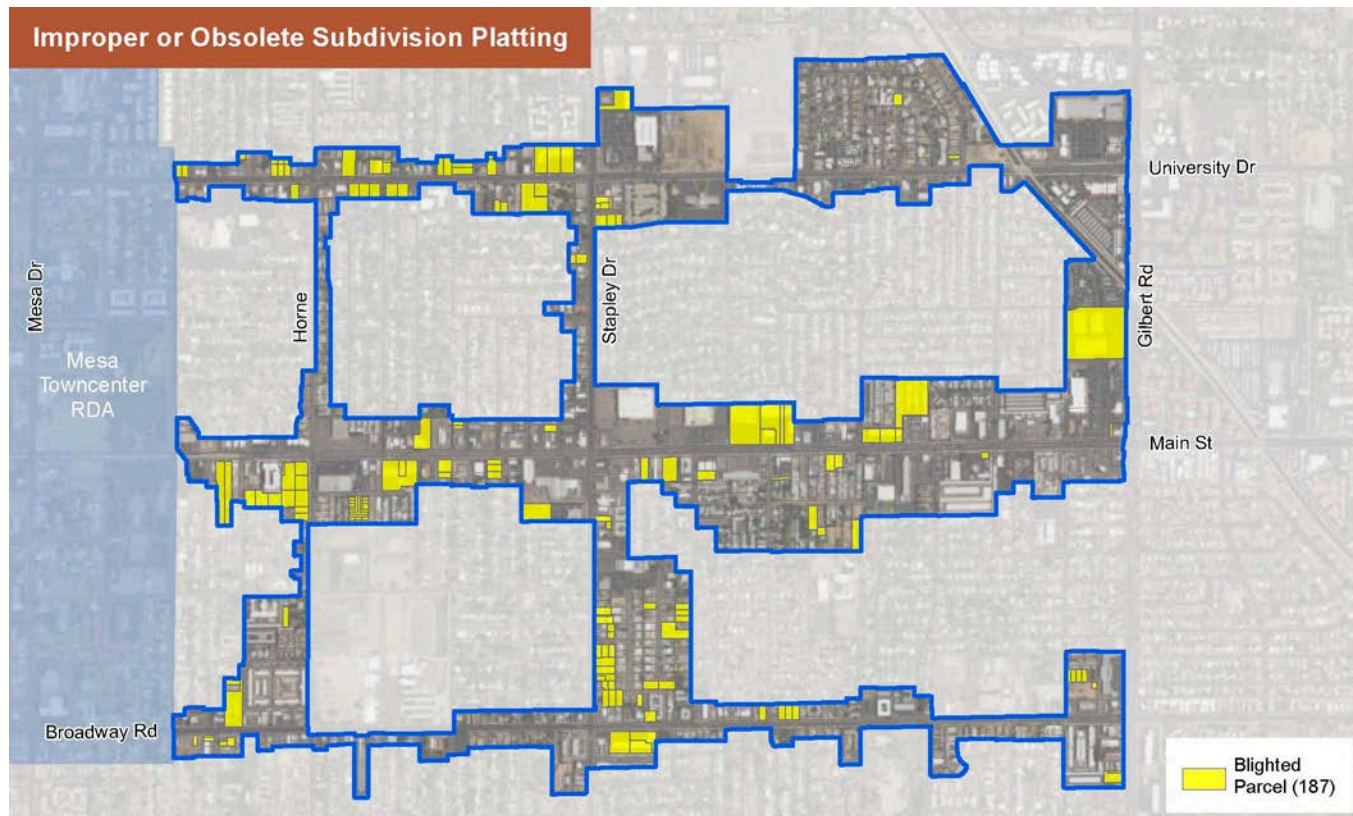 Improper or Obsolete Subdivision Platting
University Dr
Mesa Dr
Horne
Stapley Dr
Gilbert Rd
Mesa
Towncenter
RDA
Main St
Broadway Rd
Blighted
Parcel (187)